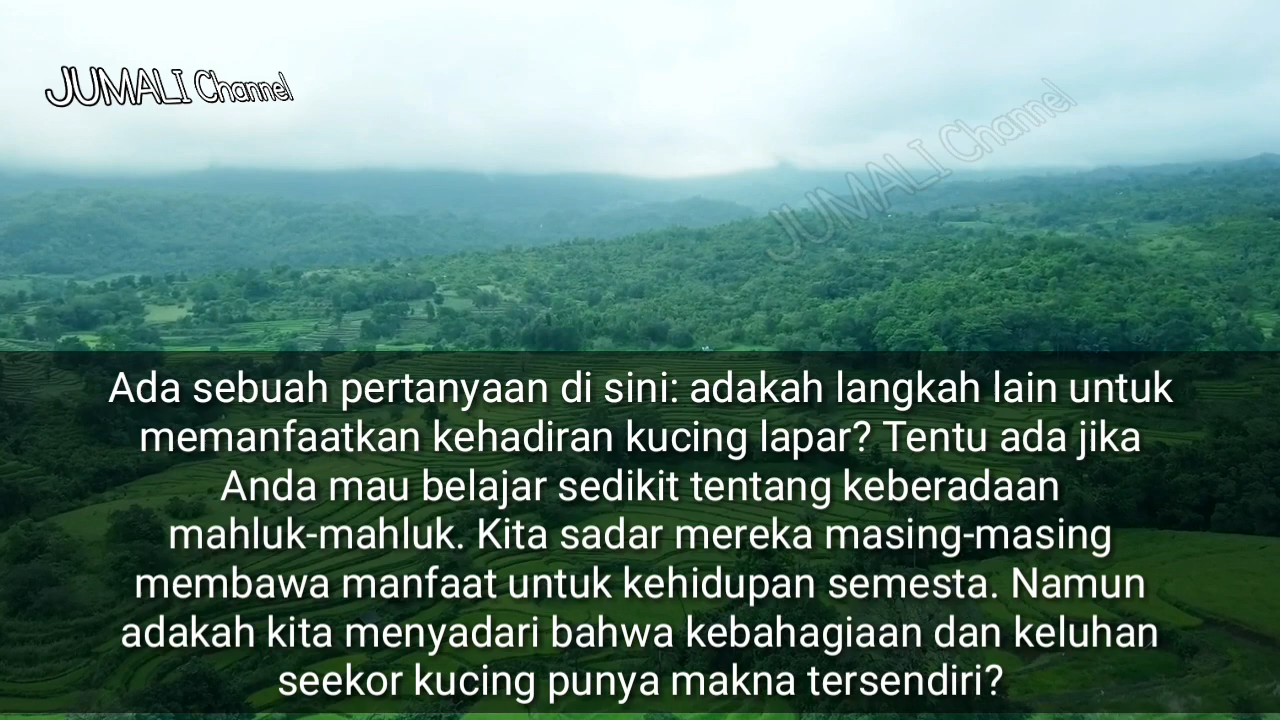 JUMALI Channel
JUMALI Channel
Ada sebuah pertanyaan di sini: adakah langkah lain untuk
memanfaatkan kehadiran kucing lapar? Tentu ada jika
Anda mau belajar sedikit tentang keberadaan
mahluk-mahluk. Kita sadar mereka masing-masing
membawa manfaat untuk kehidupan semesta. Namun
adakah kita menyadari bahwa kebahagiaan dan keluhan
seekor kucing punya makna tersendiri?